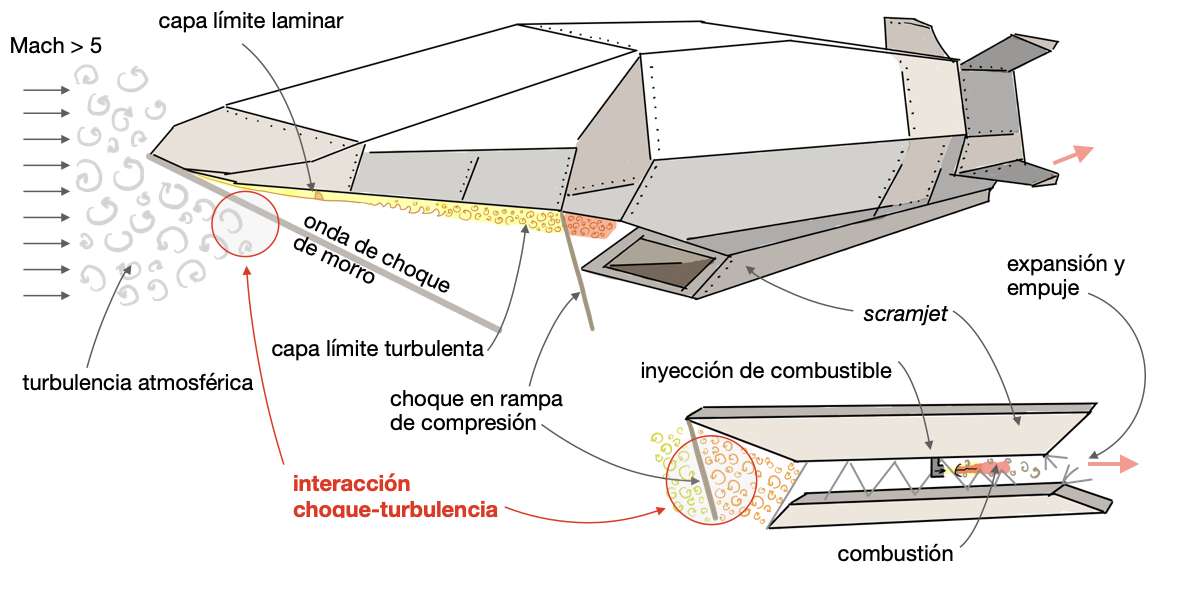 capa límite laminar
Mach > 5
onda de choque
de morro
expansión y
empuje
scramjet
capa límite turbulenta
turbulencia atmosférica
inyección de combustible
choque en rampa
de compresión
interacción
choque-turbulencia
combustión